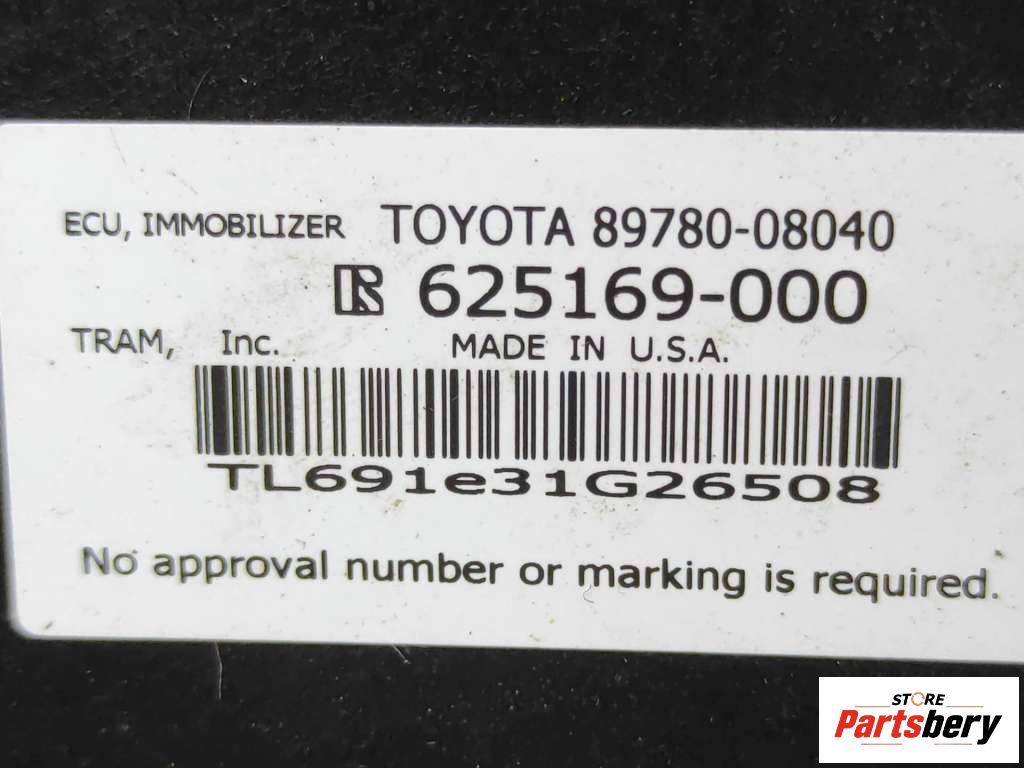 ECU, IMMOBILIZER TOYOTA 89780-08040
625169-000
TRAM, Inc. MADE IN U.S.A.
TL691e31G26508
No approval number or marking is required.
STORE
Partsbery